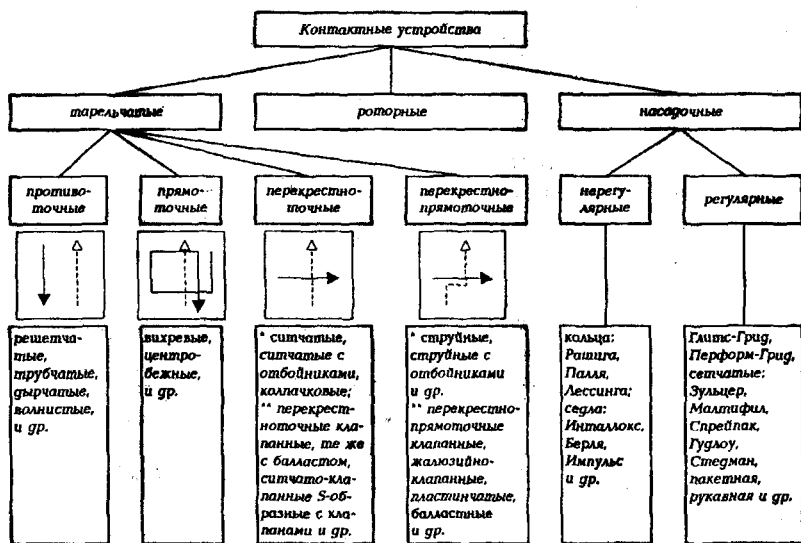 Контактные устройства
тарельчатые
роторные
насадочные
противо-
точные
прямо-
точные
перекрестно-
точные
перекрестно-
прямоточные
нерегу-
лярные
регулярные
решетча-
тые,
трубчатые,
дырчатые,
волнистые,
и др.
вихревые,
центро-
бежные,
и др.
* ситчатые,
ситчатые с
отбойниками,
колпачковые;
** перекрест-
ноточные кла-
панные, те же
с балластом,
ситчато-кла-
панные S-об-
разные с кла-
панами и др.
* струйные,
струйные с
отбойниками
и др.
** перекрестно-
прямоточные
клапанные,
жалюзийно-
клапанные,
пластинчатые,
балластные
и др.
кольца:
Рашига,
Палля,
Лессинга;
седла:
Инталлокс,
Берля,
Импульс
и др.
Глитс-Грид,
Перформ-Грид,
сетчатые:
Зульцер,
Малтифил,
Спрейпак,
Гудлоу,
Стедман,
пакетная,
рукавная и др.